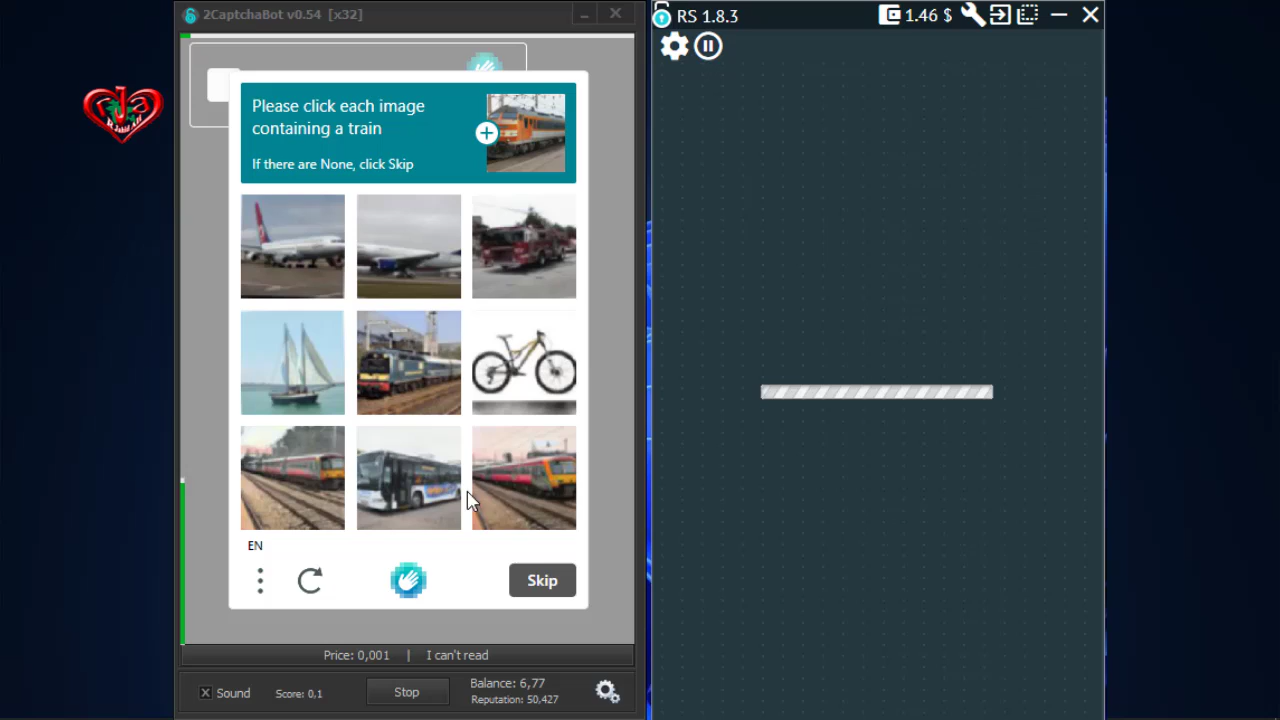 2CaptchaBot v0.54 [x32]
Please click each image
containing a train
If there are None, click Skip
EN
Skip
Price: 0,001 | I can't read
Sound
Score: 0,1
Stop
Balance: 6,77
Reputation: 50,427
RS 1.8.3
1.46 $